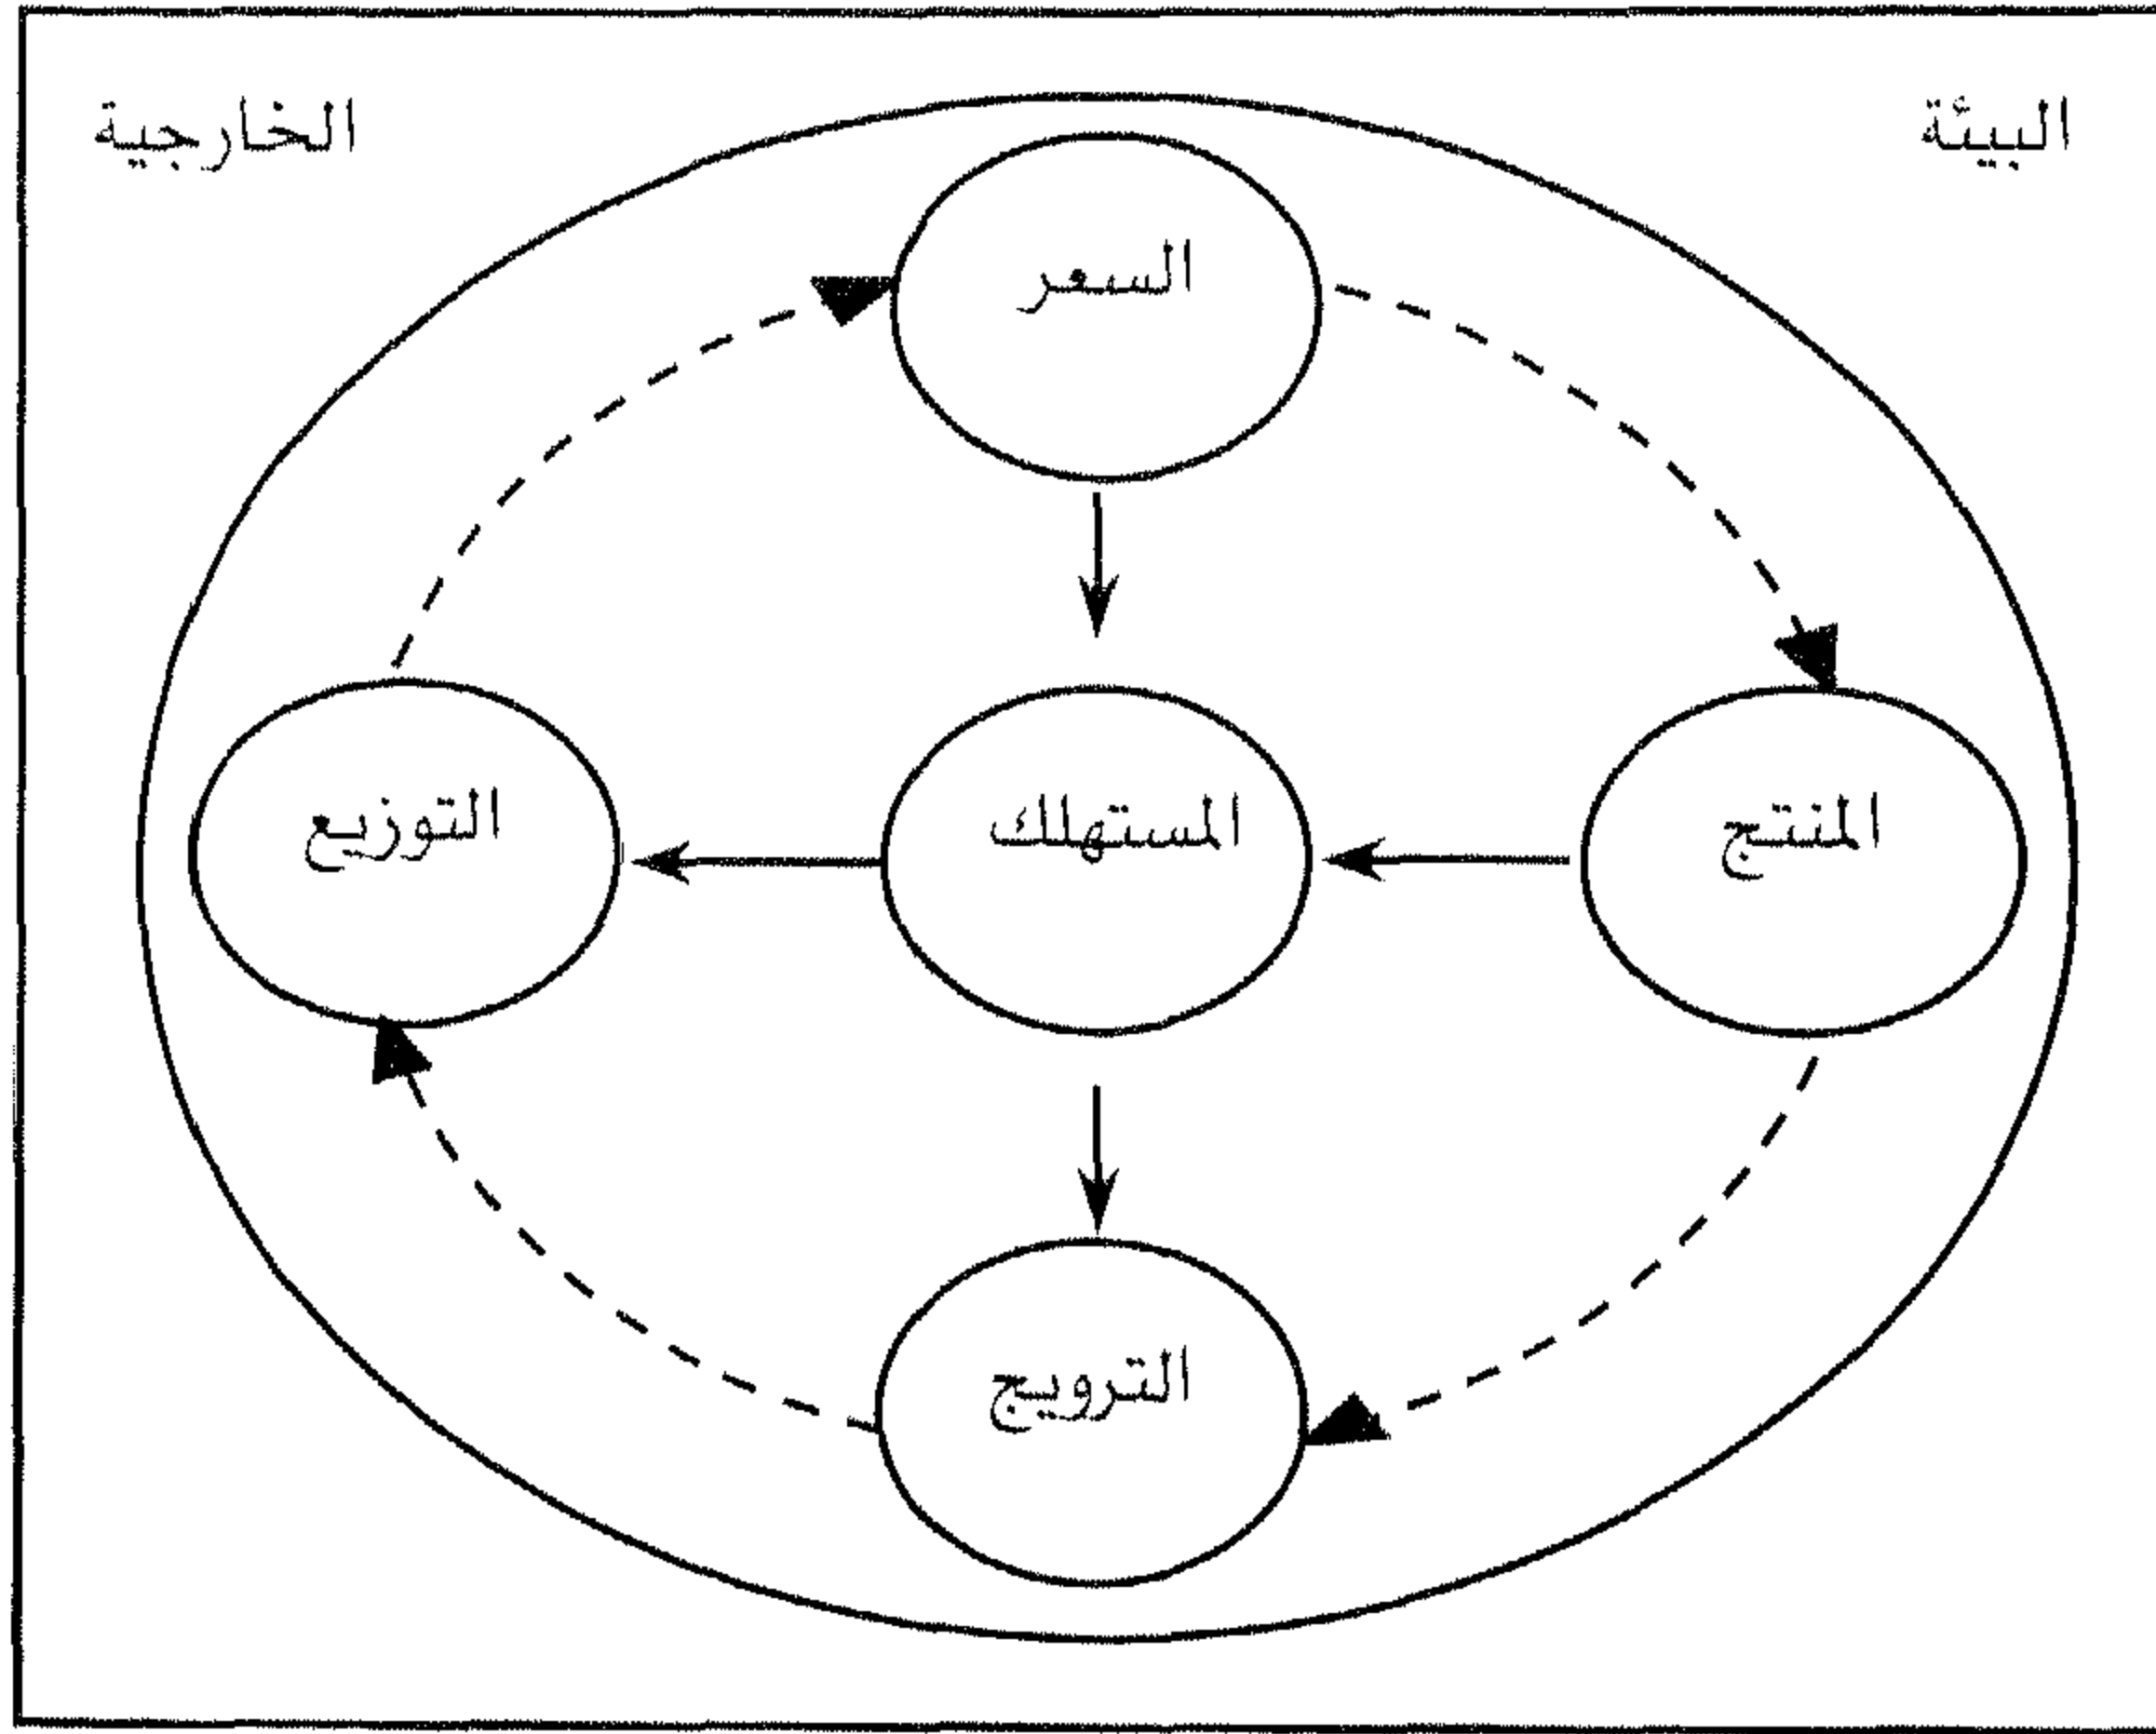 البيئة الخارجية
السعر
المنتج المستهلك التوزيع
الترويج